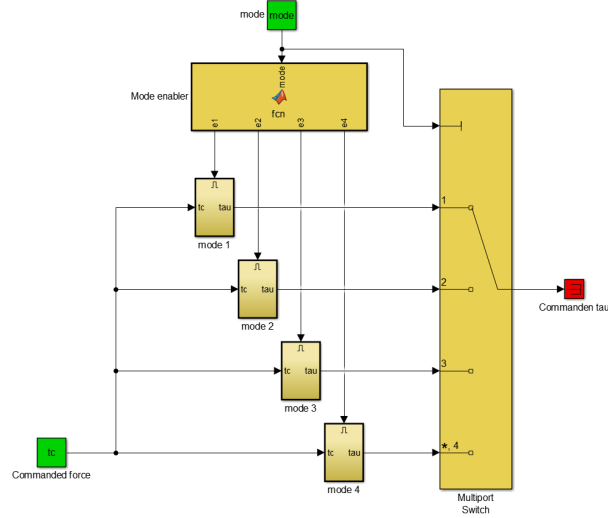 mode mode
mode
Mode enabler
fcn
e1 e2 e3 e4
tc tau
mode 1
1
tc tau
mode 2
2
Commanden tau
tc tau
mode 3
3
tc tau
mode 4
*, 4
tc
Commanded force
Multiport
Switch